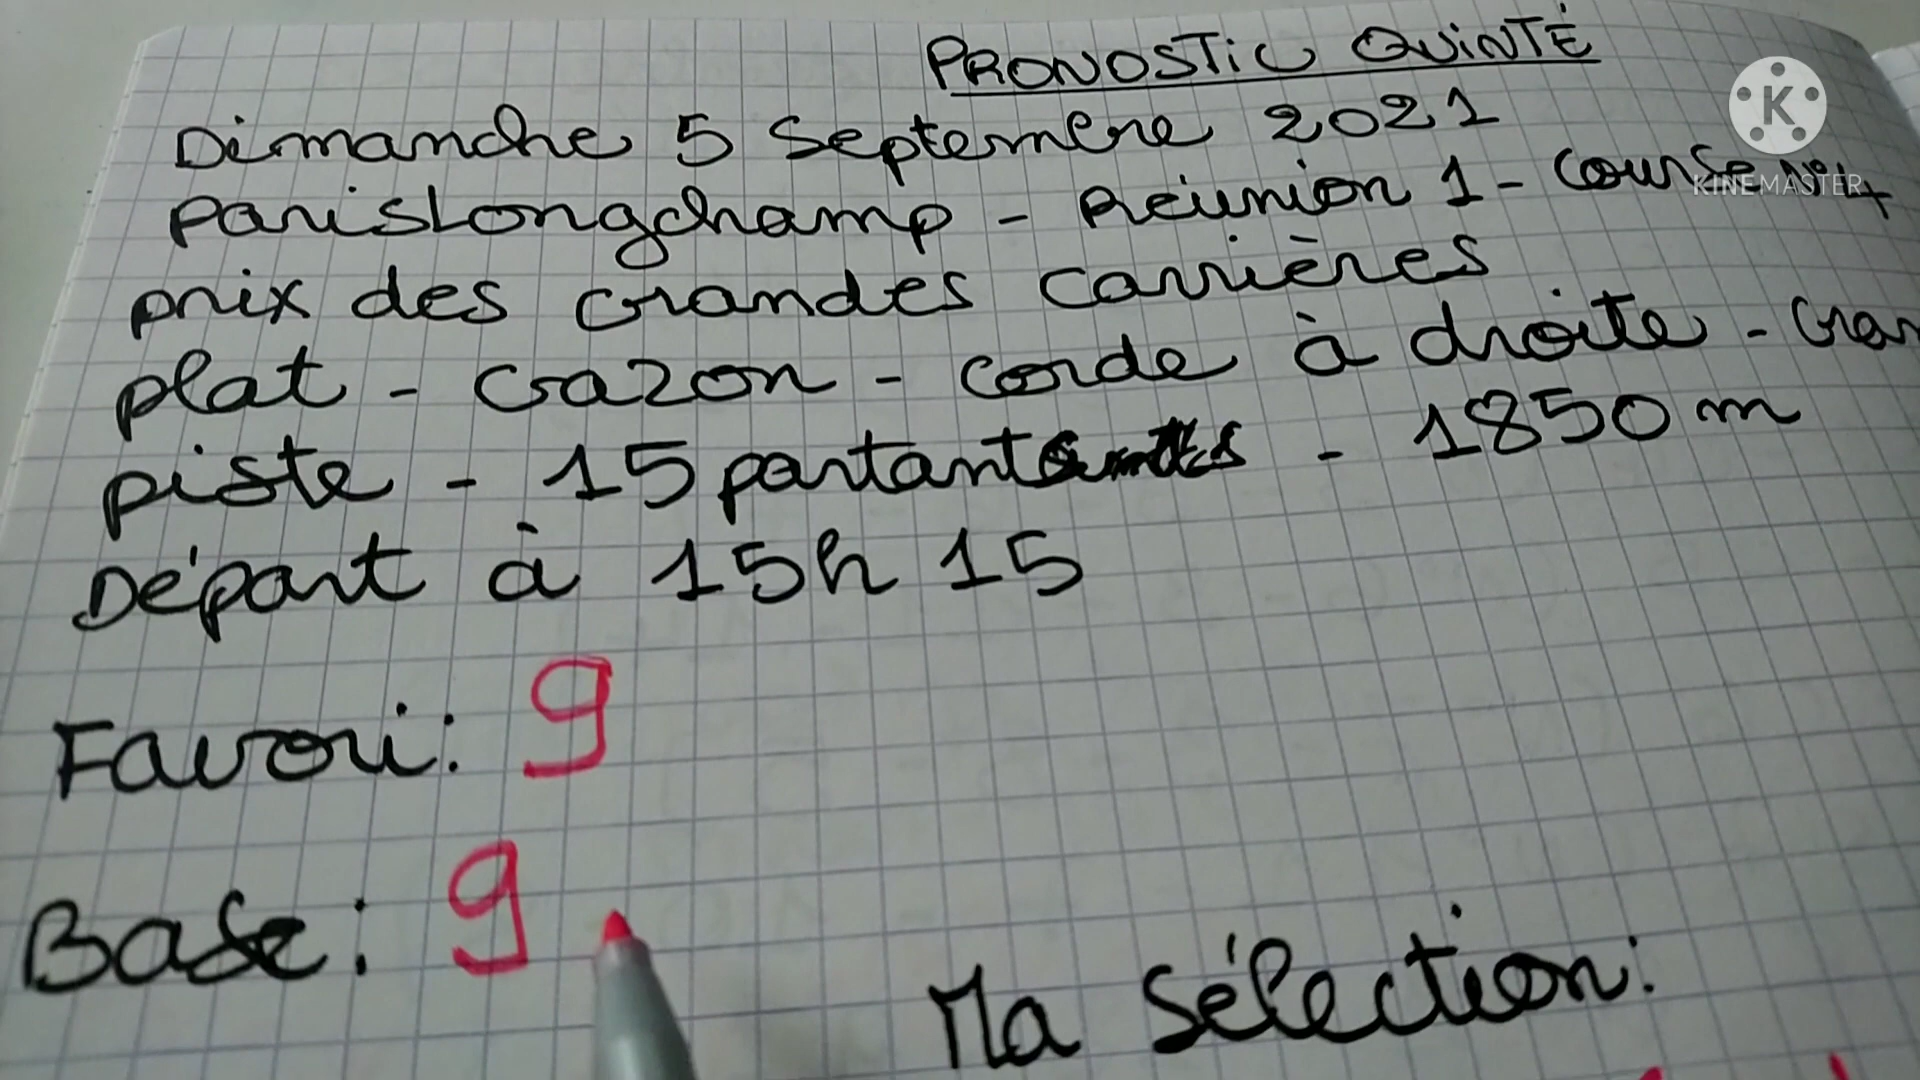 PRONOSTIC QUINTÉ
Dimanche 5 Septembre 2021
ParisLongchamp - Réunion 1 - Course N°4
prix des Grandes Carrières
plat - Gazon - corde à droite - Gran
piste - 15 partants - 1850 m
Départ à 15h 15
Favori: 9
Base: 9
Ma Sélection:
K
KINEMASTER